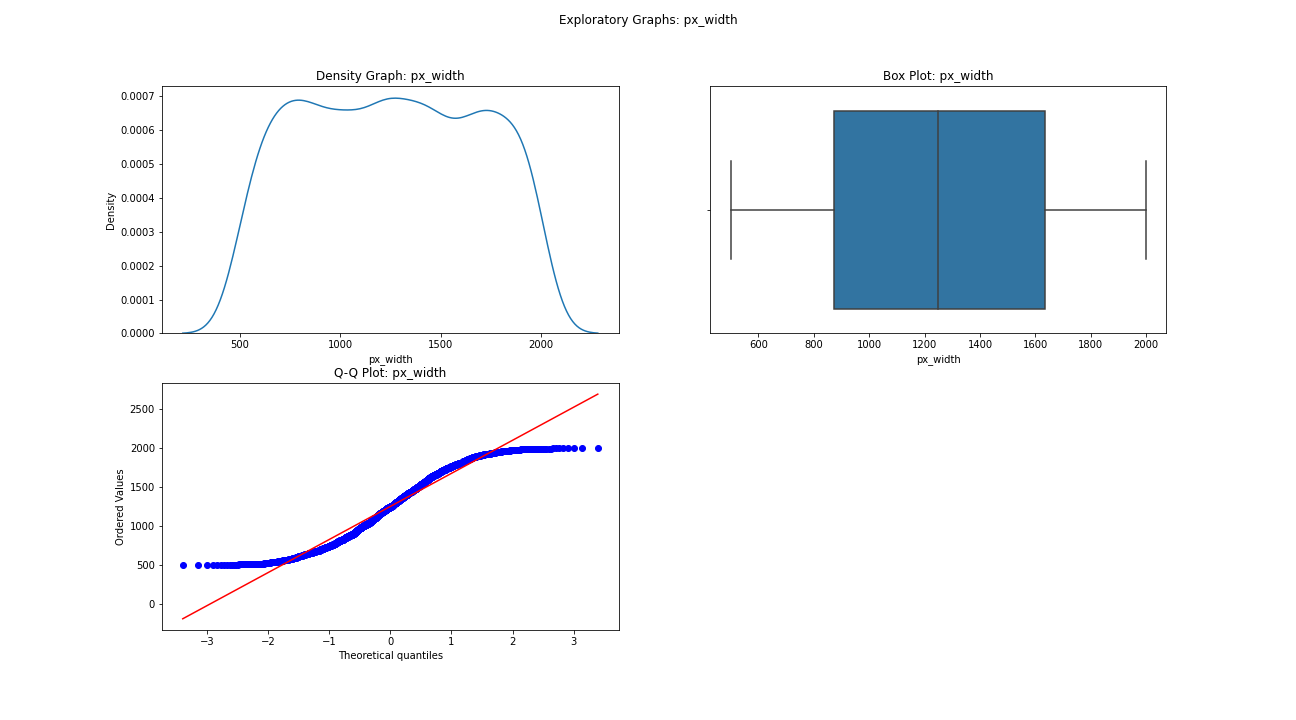 Exploratory Graphs: px_width
Density Graph: px_width
0.0007
0.0006
0.0005
0.0004
0.0003
0.0002
0.0001
0.0000
Density
500 1000 1500 2000
px_width
Box Plot: px_width
600 800 1000 1200 1400 1600 1800 2000
px_width
Q-Q Plot: px_width
2500
2000
1500
1000
500
0
Ordered Values
−3 −2 −1 0 1 2 3
Theoretical quantiles